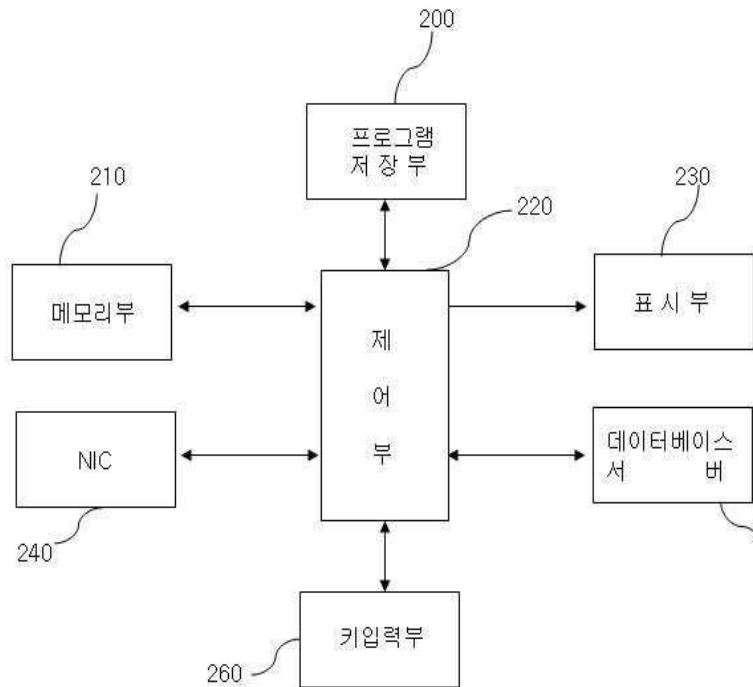 200
프로그램
저 장 부
210
220
230
메모리부
제
어
부
표 시 부
NIC
데이터베이스
서 버
240
키입력부
260